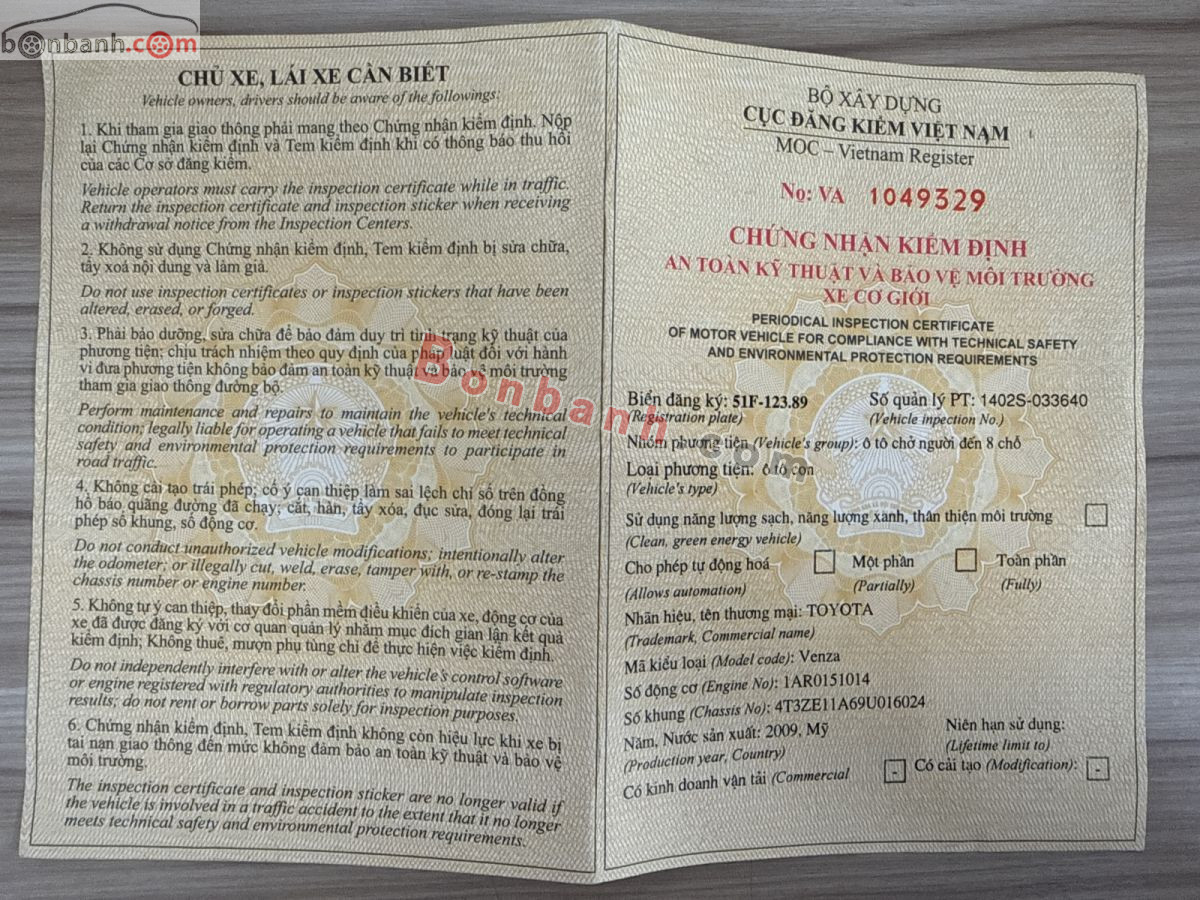 bonbanh.com
CHỦ XE, LÁI XE CẦN BIẾT
Vehicle owners, drivers should be aware of the followings:
1. Khi tham gia giao thông phải mang theo Chứng nhận kiểm định. Nộp
lại Chứng nhận kiểm định và Tem kiểm định khi có thông báo thu hồi
của các Cơ sở đăng kiểm.
Vehicle operators must carry the inspection certificate while in traffic.
Return the inspection certificate and inspection sticker when receiving
a withdrawal notice from the Inspection Centers.
2. Không sử dụng Chứng nhận kiểm định, Tem kiểm định bị sửa chữa,
tẩy xoá nội dung và làm giả.
Do not use inspection certificates or inspection stickers that have been
altered, erased, or forged.
3. Phải bảo dưỡng, sửa chữa để bảo đảm duy trì tình trạng kỹ thuật của
phương tiện; chịu trách nhiệm theo quy định của pháp luật đối với hành
vi đưa phương tiện không bảo đảm an toàn kỹ thuật và bảo vệ môi trường
tham gia giao thông đường bộ.
Perform maintenance and repairs to maintain the vehicle's technical
condition; legally liable for operating a vehicle that fails to meet technical
safety and environmental protection requirements to participate in
road traffic.
4. Không cải tạo trái phép; cố ý can thiệp làm sai lệch chỉ số trên đồng
hồ báo quãng đường đã chạy; cắt, hàn, tẩy xóa, đục sửa, đóng lại trái
phép số khung, số động cơ.
Do not conduct unauthorized vehicle modifications; intentionally alter
the odometer; or illegally cut, weld, erase, tamper with, or re-stamp the
chassis number or engine number.
5. Không tự ý can thiệp, thay đổi phần mềm điều khiển của xe, động cơ của
xe đã được đăng ký với cơ quan quản lý nhằm mục đích gian lận kết quả
kiểm định; Không thuê, mượn phụ tùng chỉ để thực hiện việc kiểm định.
Do not independently interfere with or alter the vehicle's control software
or engine registered with regulatory authorities to manipulate inspection
results; do not rent or borrow parts solely for inspection purposes.
6. Chứng nhận kiểm định, Tem kiểm định không còn hiệu lực khi xe bị
tai nạn giao thông đến mức không đảm bảo an toàn kỹ thuật và bảo vệ
môi trường.
The inspection certificate and inspection sticker are no longer valid if
the vehicle is involved in a traffic accident to the extent that it no longer
meets technical safety and environmental protection requirements.
BỘ XÂY DỰNG
CỤC ĐĂNG KIỂM VIỆT NAM
MOC – Vietnam Register
No: VA 1049329
CHỨNG NHẬN KIỂM ĐỊNH
AN TOÀN KỸ THUẬT VÀ BẢO VỆ MÔI TRƯỜNG
XE CƠ GIỚI
PERIODICAL INSPECTION CERTIFICATE
OF MOTOR VEHICLE FOR COMPLIANCE WITH TECHNICAL SAFETY
AND ENVIRONMENTAL PROTECTION REQUIREMENTS
Biển đăng ký: 51F-123.89 Số quản lý PT: 1402S-033640
(Registration plate) (Vehicle inpection No.)
Nhóm phương tiện (Vehicle's group): ô tô chở người đến 8 chỗ
Loại phương tiện: ô tô con
(Vehicle's type)
Sử dụng năng lượng sạch, năng lượng xanh, thân thiện môi trường
(Clean, green energy vehicle)
Cho phép tự động hoá Một phần Toàn phần
(Allows automation) (Partially) (Fully)
Nhãn hiệu, tên thương mại: TOYOTA
(Trademark, Commercial name)
Mã kiểu loại (Model code): Venza
Số động cơ (Engine No): 1AR0151014
Số khung (Chassis No): 4T3ZE11A69U016024
Năm, Nước sản xuất: 2009, Mỹ Niên hạn sử dụng:
(Production year, Country) (Lifetime limit to)
Có kinh doanh vận tải (Commercial - Có cải tạo (Modification): -
Bonbanh.com